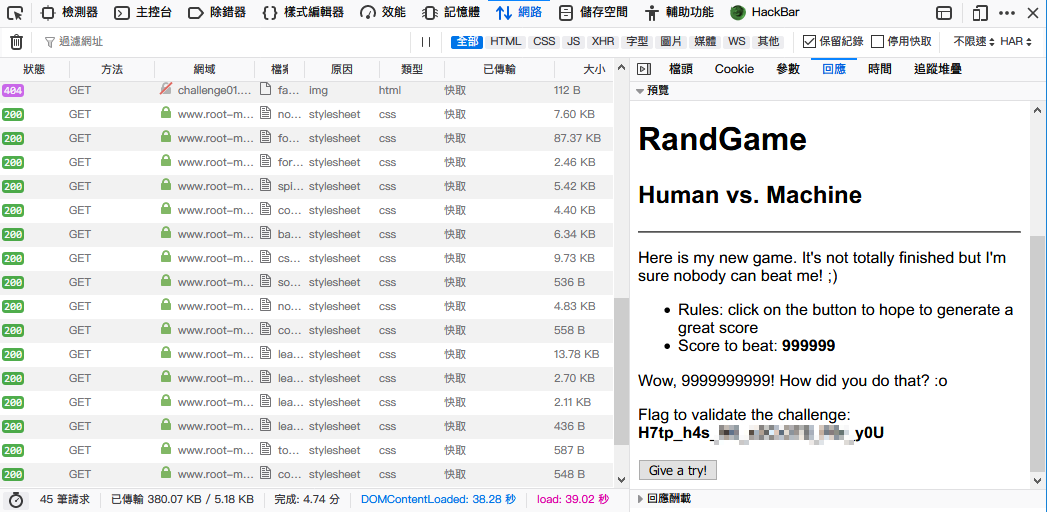 檢測器 主控台 除錯器 樣式編輯器 效能 記憶體 網路 儲存空間 輔助功能 HackBar
過濾網址 全部 HTML CSS JS XHR 字型 圖片 媒體 WS 其他 保留紀錄 停用快取 不限速 HAR
狀態 方法 網域 檔案 原因 類型 已傳輸 大小
404 GET challenge01.... fa... img html 快取 112 B
200 GET www.root-m... no... stylesheet css 快取 7.60 KB
200 GET www.root-m... fo... stylesheet css 快取 87.37 KB
200 GET www.root-m... for... stylesheet css 快取 2.46 KB
200 GET www.root-m... spi... stylesheet css 快取 5.42 KB
200 GET www.root-m... co... stylesheet css 快取 4.40 KB
200 GET www.root-m... ba... stylesheet css 快取 6.34 KB
200 GET www.root-m... cs... stylesheet css 快取 9.73 KB
200 GET www.root-m... so... stylesheet css 快取 536 B
200 GET www.root-m... no... stylesheet css 快取 4.83 KB
200 GET www.root-m... co... stylesheet css 快取 558 B
200 GET www.root-m... lea... stylesheet css 快取 13.78 KB
200 GET www.root-m... lea... stylesheet css 快取 2.70 KB
200 GET www.root-m... lea... stylesheet css 快取 2.11 KB
200 GET www.root-m... lea... stylesheet css 快取 436 B
200 GET www.root-m... to... stylesheet css 快取 587 B
200 GET www.root-m... co... stylesheet css 快取 548 B
45 筆請求 已傳輸 380.07 KB / 5.18 KB 完成: 4.74 分 DOMContentLoaded: 38.28 秒 load: 39.02 秒
檔頭 Cookie 參數 回應 時間 追蹤堆疊
預覽
RandGame
Human vs. Machine
Here is my new game. It's not totally finished but I'm
sure nobody can beat me! ;)
• Rules: click on the button to hope to generate a
great score
• Score to beat: 999999
Wow, 9999999999! How did you do that? :o
Flag to validate the challenge:
H7tp_h4s_ _y0U
Give a try!
回應酬載